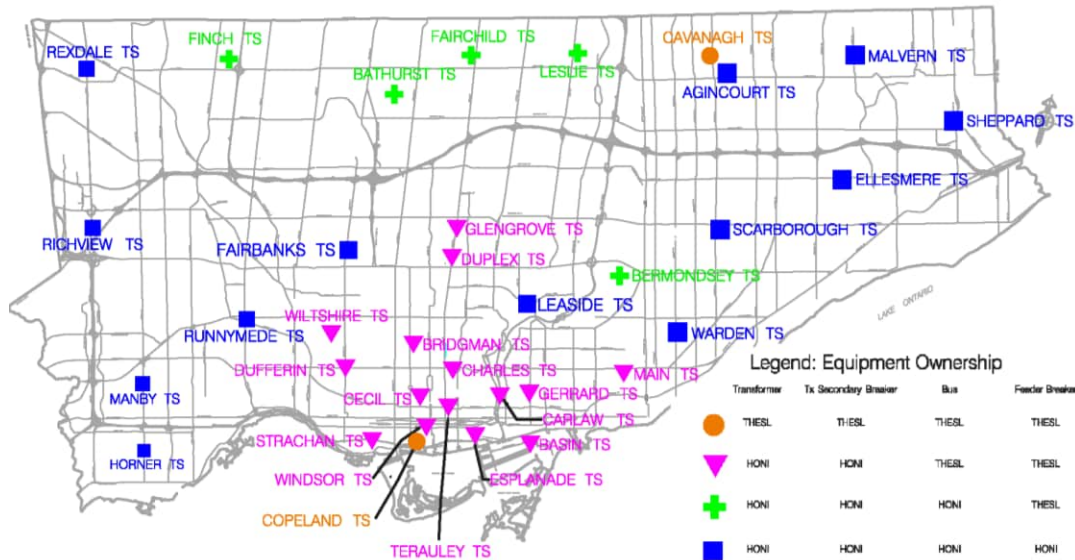 REXDALE TS
FINCH TS
FAIRCHILD TS
BATHURST TS
LESLIE TS
CAVANAGH TS
AGINCOURT TS
MALVERN TS
SHEPPARD TS
ELLESMERE TS
RICHVIEW TS
FAIRBANKS TS
GLENGROVE TS
DUPLEX TS
SCARBOROUGH TS
BERMONDSEY TS
LEASIDE TS
LAKE ONTARIO
WILTSHIRE TS
RUNNYMEDE TS
BRIDGMAN TS
WARDEN TS
DUFFERIN TS
CHARLES TS
MAIN TS
MANBY TS
CECIL TS
GERRARD TS
CARLAW TS
STRACHAN TS
BASIN TS
HORNER TS
WINDSOR TS
ESPLANADE TS
COPELAND TS
TERAULEY TS
Legend: Equipment Ownership
Transformer Tx Secondary Breaker Bus Feeder Breaker
THESL THESL THESL THESL
HONI HONI THESL THESL
HONI HONI HONI THESL
HONI HONI HONI HONI